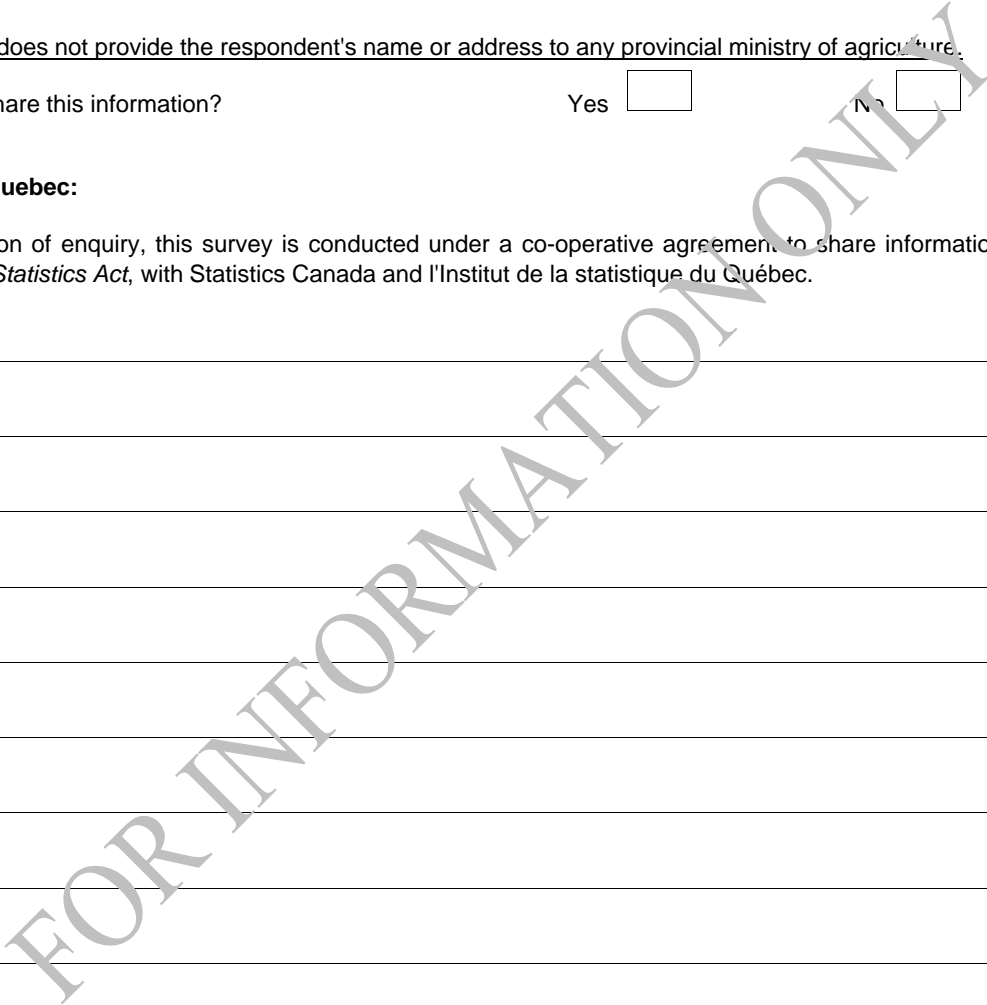 does not provide the respondent's name or address to any provincial ministry of agriculture.
hare this information? Yes No
uebec:
on of enquiry, this survey is conducted under a co-operative agreement to share informatio
Statistics Act, with Statistics Canada and l'Institut de la statistique du Québec.
FOR INFORMATION ONLY